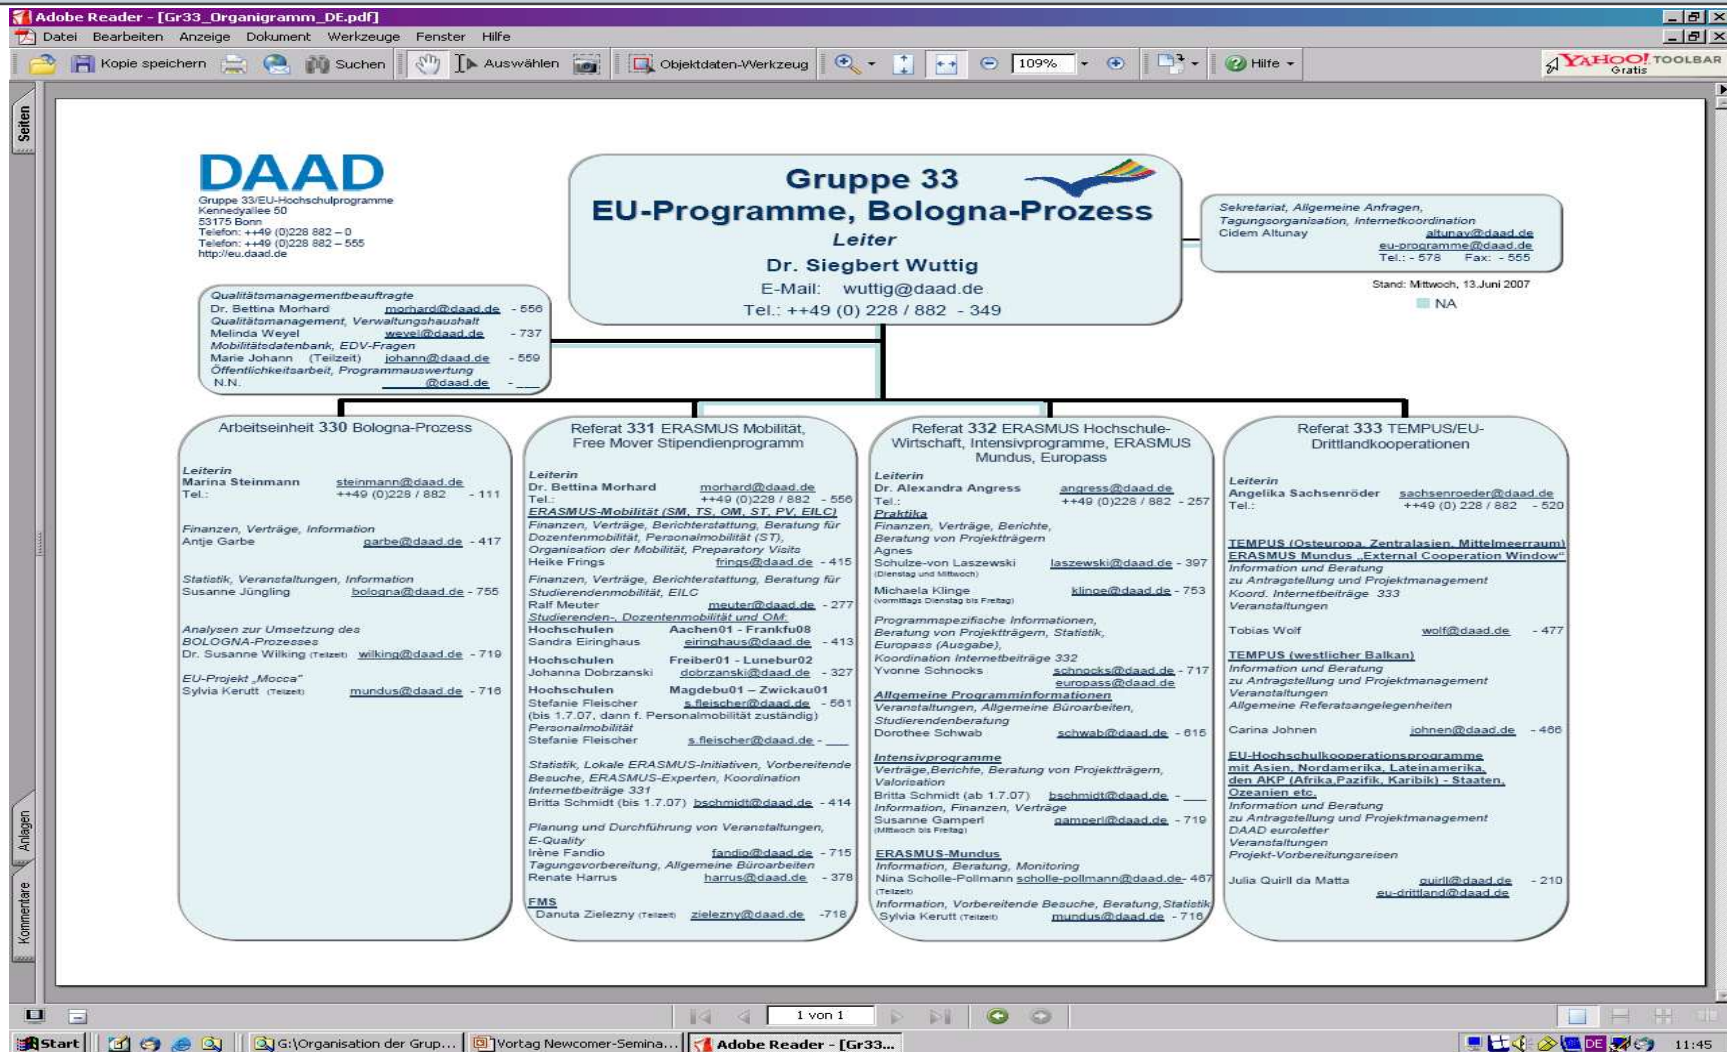 Adobe Reader - [Gr33_Organigramm_DE.pdf]
Datei Bearbeiten Anzeige Dokument Werkzeuge Fenster Hilfe
Kopie speichern Suchen Auswählen Objektdaten-Werkzeug 109% Hilfe YAHOO! TOOLBAR
Gratis
Seiten
Anlagen
Kommentare
DAAD
Gruppe 33/EU-Hochschulprogramme
Kennedyallee 50
53175 Bonn
Telefon: ++49 (0)228 882 – 0
Telefon: ++49 (0)228 882 – 555
http://eu.daad.de
Gruppe 33
EU-Programme, Bologna-Prozess
Leiter
Dr. Siegbert Wuttig
E-Mail: wuttig@daad.de
Tel.: ++49 (0) 228 / 882 - 349
Sekretariat, Allgemeine Anfragen,
Tagungsorganisation, Internetkoordination
Cidem Altunay altunay@daad.de
eu-programme@daad.de
Tel.: - 578 Fax: - 555
Stand: Mittwoch, 13.Juni 2007
NA
Qualitätsmanagementbeauftragte
Dr. Bettina Morhard morhard@daad.de - 556
Qualitätsmanagement, Verwaltungshaushalt
Melinda Weyel weyel@daad.de - 737
Mobilitätsdatenbank, EDV-Fragen
Marie Johann (Teilzeit) johann@daad.de - 559
Öffentlichkeitsarbeit, Programmauswertung
N.N. ______@daad.de - ___
Arbeitseinheit 330 Bologna-Prozess
Leiterin
Marina Steinmann steinmann@daad.de
Tel.: ++49 (0)228 / 882 - 111
Finanzen, Verträge, Information
Antje Garbe garbe@daad.de - 417
Statistik, Veranstaltungen, Information
Susanne Jüngling bologna@daad.de - 755
Analysen zur Umsetzung des
BOLOGNA-Prozesses
Dr. Susanne Wilking (Teilzeit) wilking@daad.de - 719
EU-Projekt „Mocca"
Sylvia Kerutt (Teilzeit) mundus@daad.de - 716
Referat 331 ERASMUS Mobilität,
Free Mover Stipendienprogramm
Leiterin
Dr. Bettina Morhard morhard@daad.de
Tel.: ++49 (0)228 / 882 - 556
ERASMUS-Mobilität (SM, TS, OM, ST, PV, EILC)
Finanzen, Verträge, Berichterstattung, Beratung für
Dozentenmobilität, Personalmobilität (ST),
Organisation der Mobilität, Preparatory Visits
Heike Frings frings@daad.de - 415
Finanzen, Verträge, Berichterstattung, Beratung für
Studierendenmobilität, EILC
Ralf Meuter meuter@daad.de - 277
Studierenden-, Dozentenmobilität und OM:
Hochschulen Aachen01 - Frankfu08
Sandra Eiringhaus eiringhaus@daad.de - 413
Hochschulen Freiber01 - Lunebur02
Johanna Dobrzanski dobrzanski@daad.de - 327
Hochschulen Magdebu01 – Zwickau01
Stefanie Fleischer s.fleischer@daad.de - 561
(bis 1.7.07, dann f. Personalmobilität zuständig)
Personalmobilität
Stefanie Fleischer s.fleischer@daad.de - ___
Statistik, Lokale ERASMUS-Initiativen, Vorbereitende
Besuche, ERASMUS-Experten, Koordination
Internetbeiträge 331
Britta Schmidt (bis 1.7.07) bschmidt@daad.de - 414
Planung und Durchführung von Veranstaltungen,
E-Quality
Irène Fandio fandio@daad.de - 715
Tagungsvorbereitung, Allgemeine Büroarbeiten
Renate Harrus harrus@daad.de - 378
FMS
Danuta Zielezny (Teilzeit) zielezny@daad.de -718
Referat 332 ERASMUS Hochschule-
Wirtschaft, Intensivprogramme, ERASMUS
Mundus, Europass
Leiterin
Dr. Alexandra Angress angress@daad.de
Tel.: ++49 (0)228 / 882 - 257
Praktika
Finanzen, Verträge, Berichte,
Beratung von Projektträgern
Agnes
Schulze-von Laszewski laszewski@daad.de - 397
(Dienstag und Mittwoch)
Michaela Klinge klinge@daad.de - 753
(vormittags Dienstag bis Freitag)
Programmspezifische Informationen,
Beratung von Projektträgern, Statistik,
Europass (Ausgabe),
Koordination Internetbeiträge 332
Yvonne Schnocks schnocks@daad.de - 717
europass@daad.de
Allgemeine Programminformationen
Veranstaltungen, Allgemeine Büroarbeiten,
Studierendenberatung
Dorothee Schwab schwab@daad.de - 615
Intensivprogramme
Verträge,Berichte, Beratung von Projektträgern,
Valorisation
Britta Schmidt (ab 1.7.07) bschmidt@daad.de - ___
Information, Finanzen, Verträge
Susanne Gamperl gamperl@daad.de - 719
(Mittwoch bis Freitag)
ERASMUS-Mundus
Information, Beratung, Monitoring
Nina Scholle-Pollmann scholle-pollmann@daad.de- 467
(Teilzeit)
Information, Vorbereitende Besuche, Beratung,Statistik
Sylvia Kerutt (Teilzeit) mundus@daad.de - 716
Referat 333 TEMPUS/EU-
Drittlandkooperationen
Leiterin
Angelika Sachsenröder sachsenroeder@daad.de
Tel.: ++49 (0) 228 / 882 - 520
TEMPUS (Osteuropa, Zentralasien, Mittelmeerraum)
ERASMUS Mundus „External Cooperation Window"
Information und Beratung
zu Antragstellung und Projektmanagement
Koord. Internetbeiträge 333
Veranstaltungen
Tobias Wolf wolf@daad.de - 477
TEMPUS (westlicher Balkan)
Information und Beratung
zu Antragstellung und Projektmanagement
Veranstaltungen
Allgemeine Referatsangelegenheiten
Carina Johnen johnen@daad.de - 466
EU-Hochschulkooperationsprogramme
mit Asien, Nordamerika, Lateinamerika,
den AKP (Afrika,Pazifik, Karibik) - Staaten,
Ozeanien etc.
Information und Beratung
zu Antragstellung und Projektmanagement
DAAD euroletter
Veranstaltungen
Projekt-Vorbereitungsreisen
Julia Quirll da Matta quirll@daad.de - 210
eu-drittland@daad.de
1 von 1
Start G:\Organisation der Grup... Vortag Newcomer-Semina... Adobe Reader - [Gr33... DE 11:45